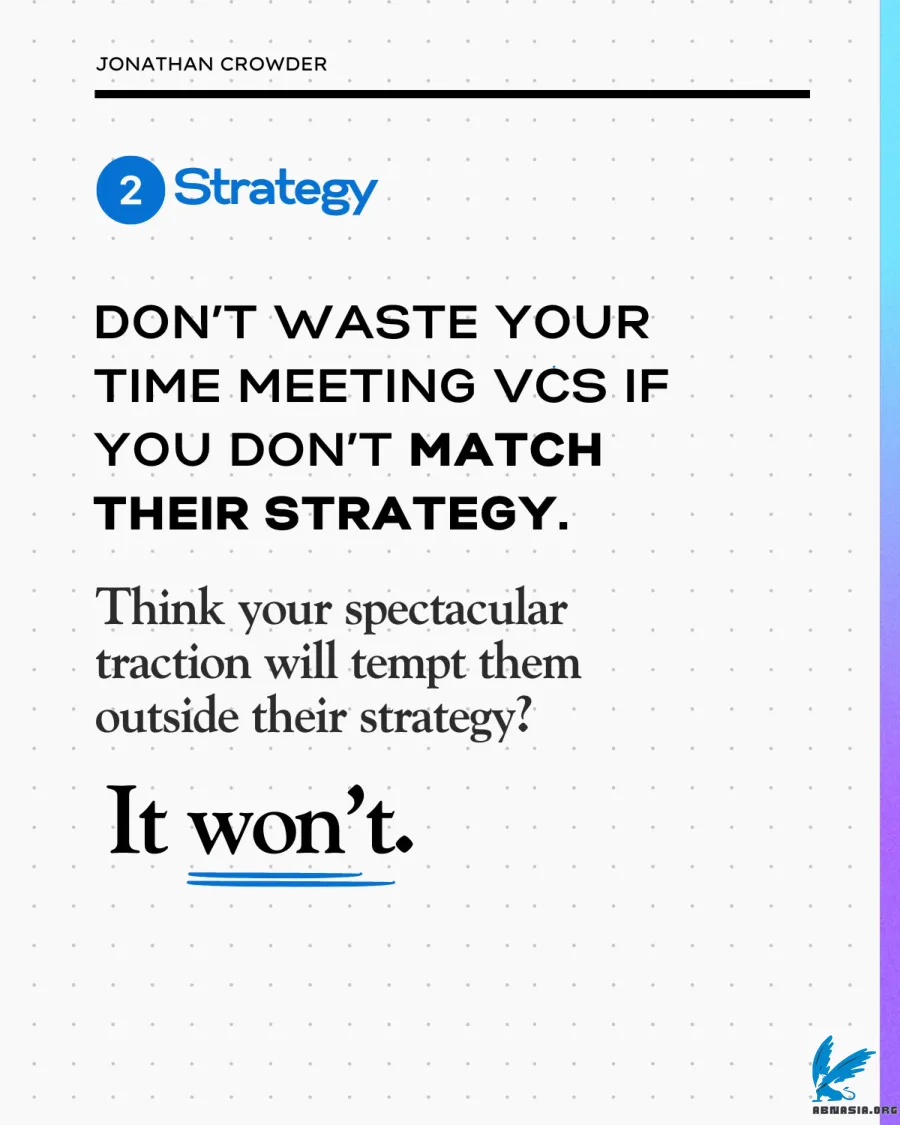 JONATHAN CROWDER
2 Strategy
DON'T WASTE YOUR
TIME MEETING VCS IF
YOU DON'T MATCH
THEIR STRATEGY.
Think your spectacular
traction will tempt them
outside their strategy?
It won't.
ABNASIA.ORG